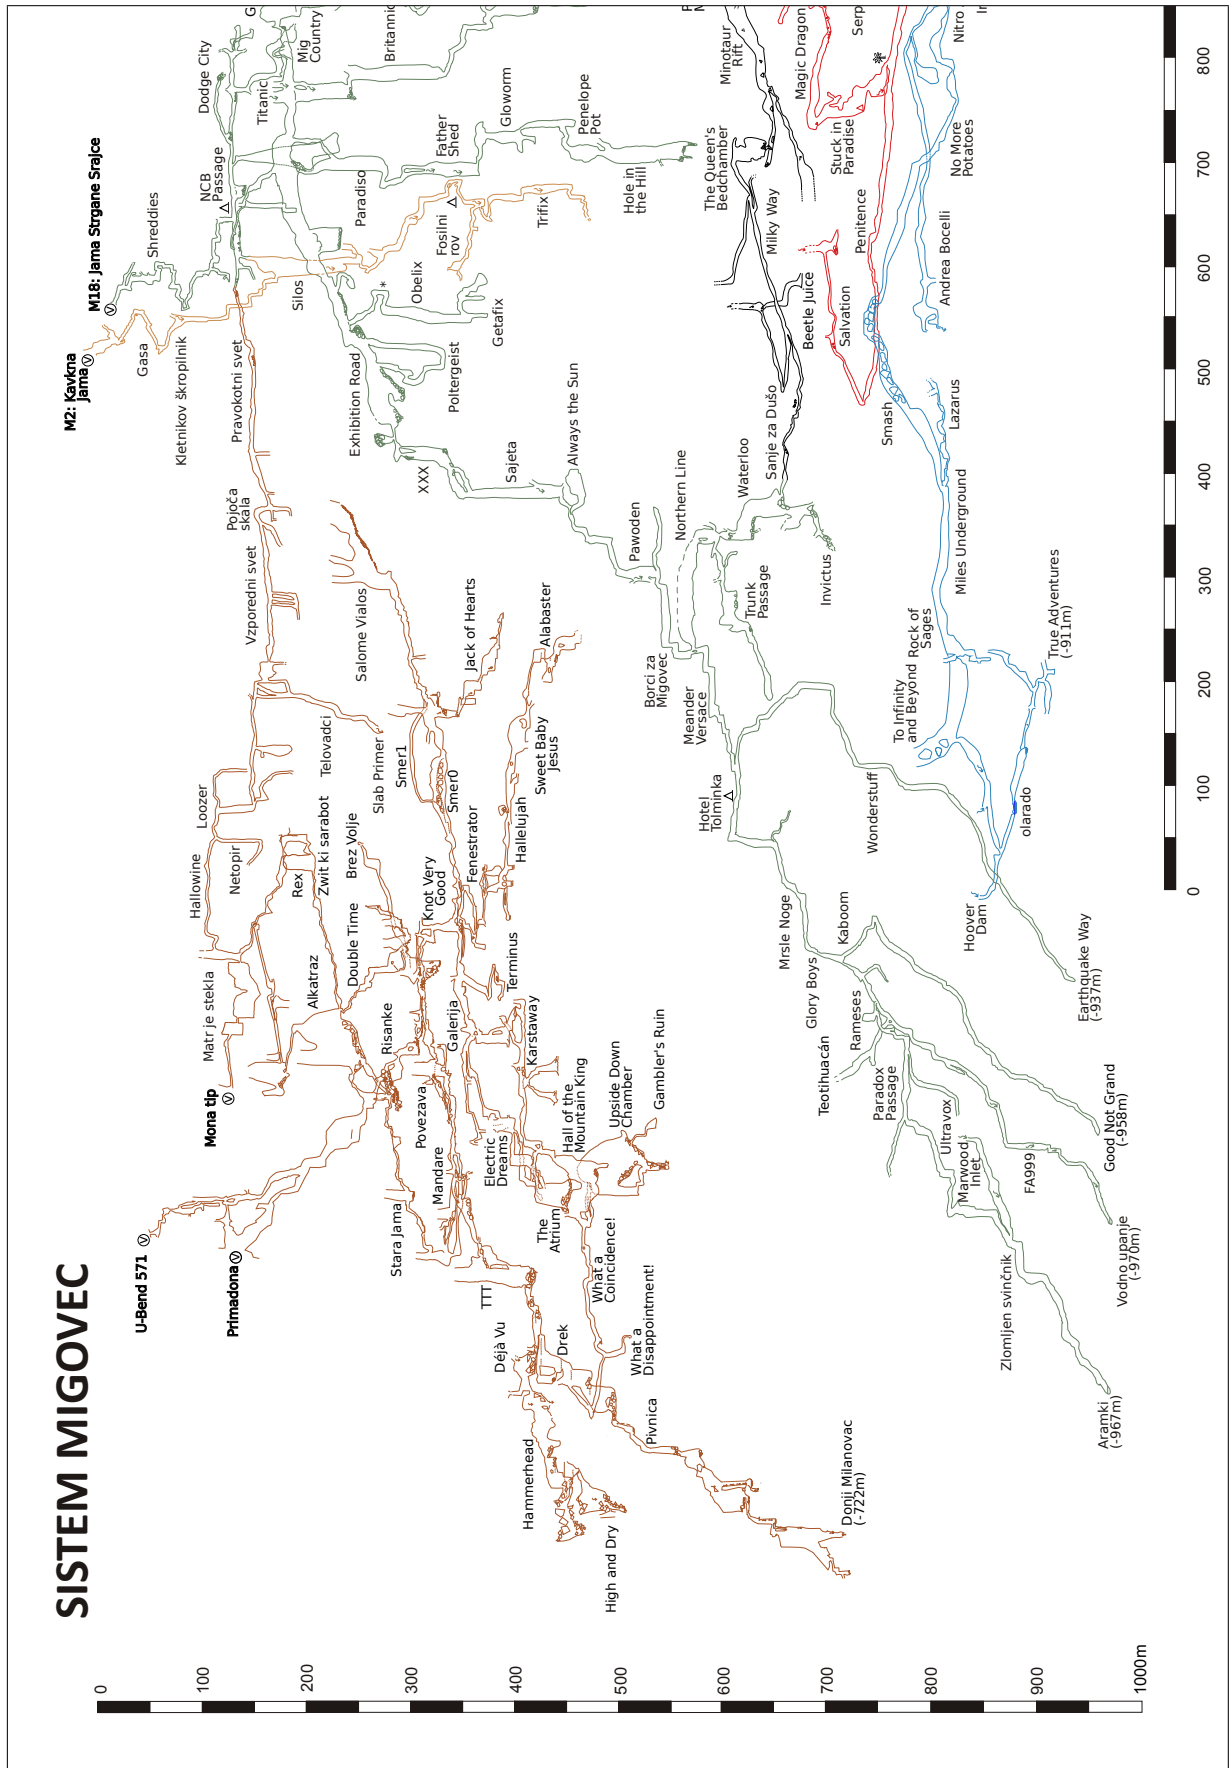 SISTEM MIGOVEC
M2: Kavkna
Jama
M18: Jama Strgane Srajce
U-Bend 571
Primadona
Mona tip
Gasa
Shreddies
Kletnikov škropilnik
NCB
Passage
Dodge City
Titanic
Mig
Country
Britannic
G
Pravokotni svet
Silos
Paradiso
Father
Shed
Gloworm
Penelope
Pot
Hole in
the Hill
Fosilni
rov
Trifix
Obelix
*
Getafix
Exhibition Road
Poltergeist
XXX
Sajeta
Always the Sun
Pojoča
skala
Vzporedni svet
Salome Vialos
Jack of Hearts
Alabaster
Pawoden
Northern Line
Waterloo
Sanje za Dušo
Trunk
Passage
Invictus
Borci za
Migovec
Meander
Versace
Hotel
Tolminka
Wonderstuff
Minotaur
Rift
The Queen's
Bedchamber
Milky Way
Beetle Juice
Magic Dragon
Serp
Stuck in
Paradise
Penitence
Salvation
Smash
Nitro
No More
Potatoes
Andrea Bocelli
Lazarus
Miles Underground
Rock of
Sages
To Infinity
and Beyond
True Adventures
(-911m)
olarado
Hoover
Dam
Earthquake Way
(-937m)
Loozer
Hallowine
Netopir
Rex
Zwit ki sarabot
Brez Volje
Telovadci
Slab Primer
Smer1
Smer0
Sweet Baby
Jesus
Hallelujah
Fenestrator
Knot Very
Good
Double Time
Alkatraz
Matr je stekla
Risanke
Galerija
Terminus
Karstaway
Povezava
Mandare
Electric
Dreams
Hall of the
Mountain King
Upside Down
Chamber
Gambler's Ruin
Stara Jama
The
Atrium
What a
Coincidence!
What a
Disappointment!
TTT
Déjà Vu
Drek
Pivnica
Hammerhead
High and Dry
Donji Milanovac
(-722m)
Mrsle Noge
Kaboom
Glory Boys
Rameses
Teotihuacán
Paradox
Passage
Ultravox
Marwood
Inlet
FA999
Good Not Grand
(-958m)
Vodno upanje
(-970m)
Zlomljen svinčnik
Aramki
(-967m)
0
100
200
300
400
500
600
700
800
900
1000m
0
100
200
300
400
500
600
700
800